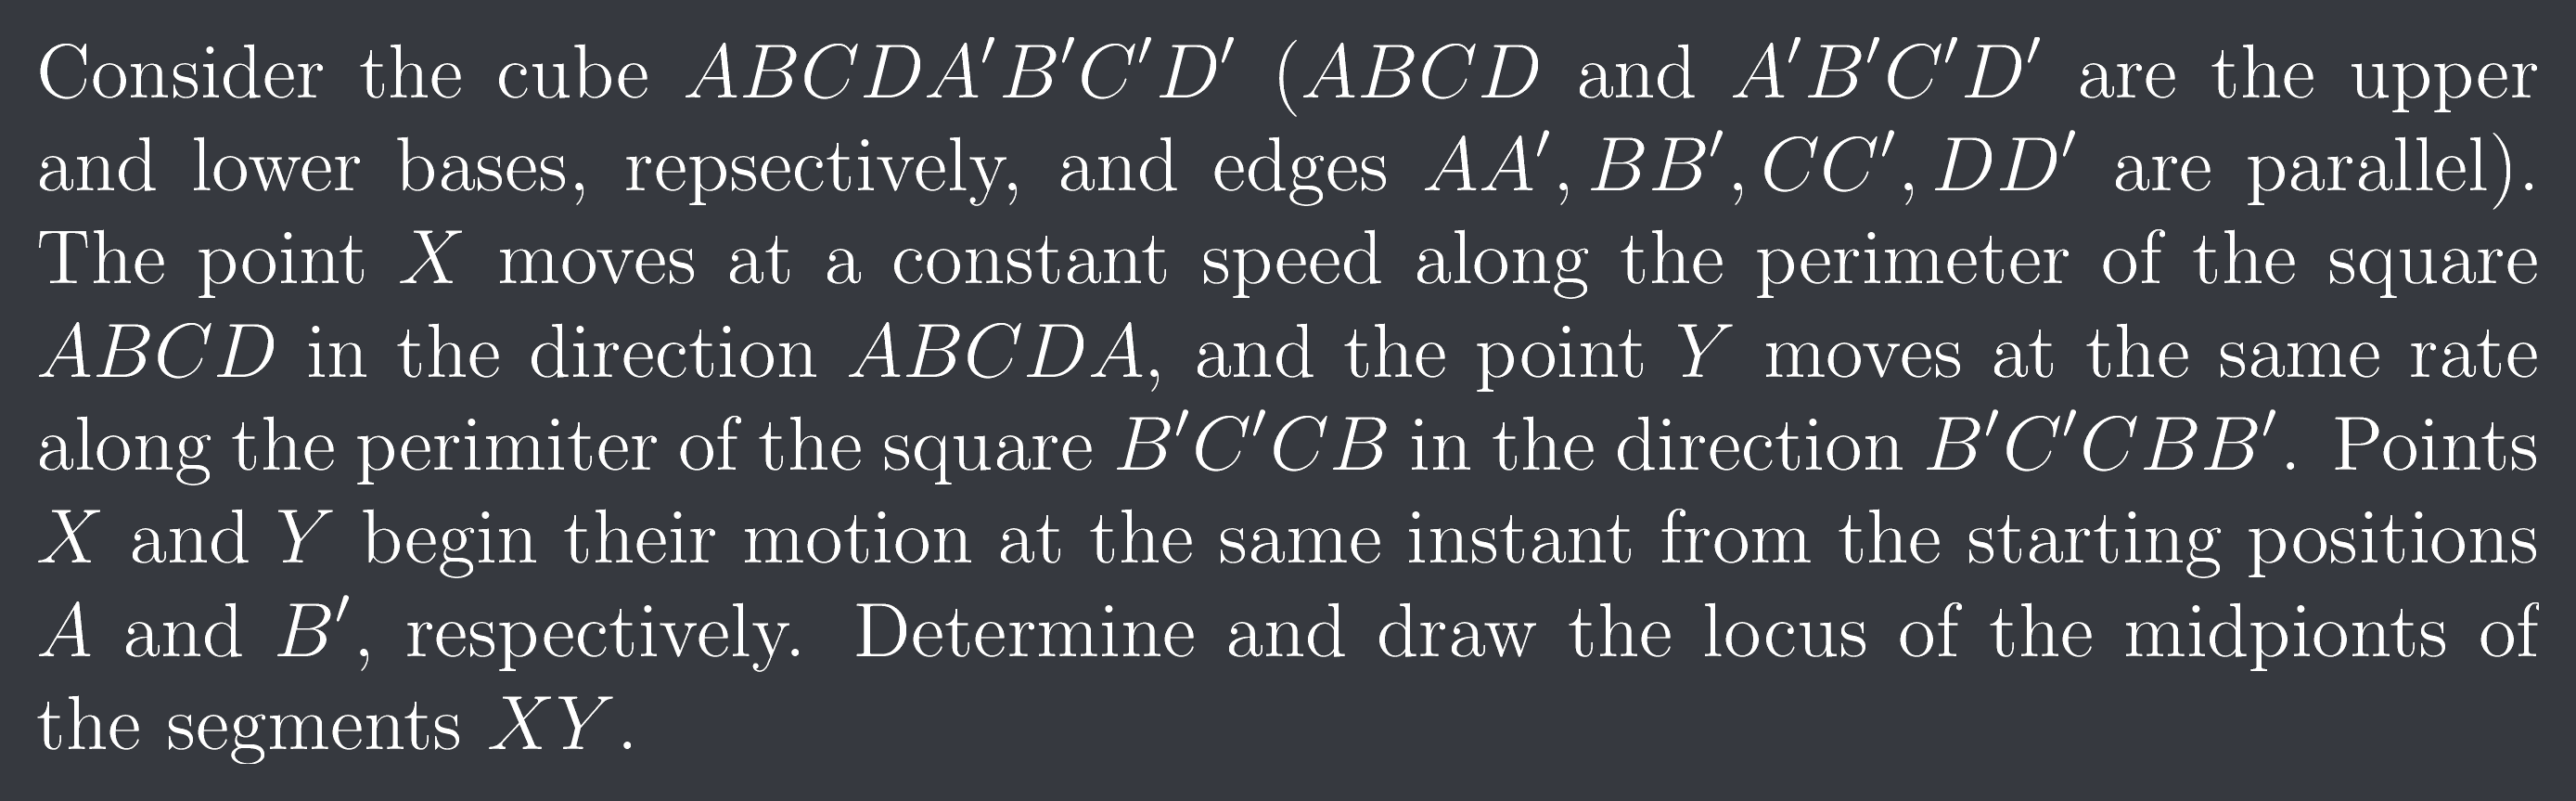 Consider the cube ABCDA′B′C′D′ (ABCD and A′B′C′D′ are the upper
and lower bases, repsectively, and edges AA′, BB′, CC′, DD′ are parallel).
The point X moves at a constant speed along the perimeter of the square
ABCD in the direction ABCDA, and the point Y moves at the same rate
along the perimiter of the square B′C′CB in the direction B′C′CBB′. Points
X and Y begin their motion at the same instant from the starting positions
A and B′, respectively. Determine and draw the locus of the midpionts of
the segments XY.